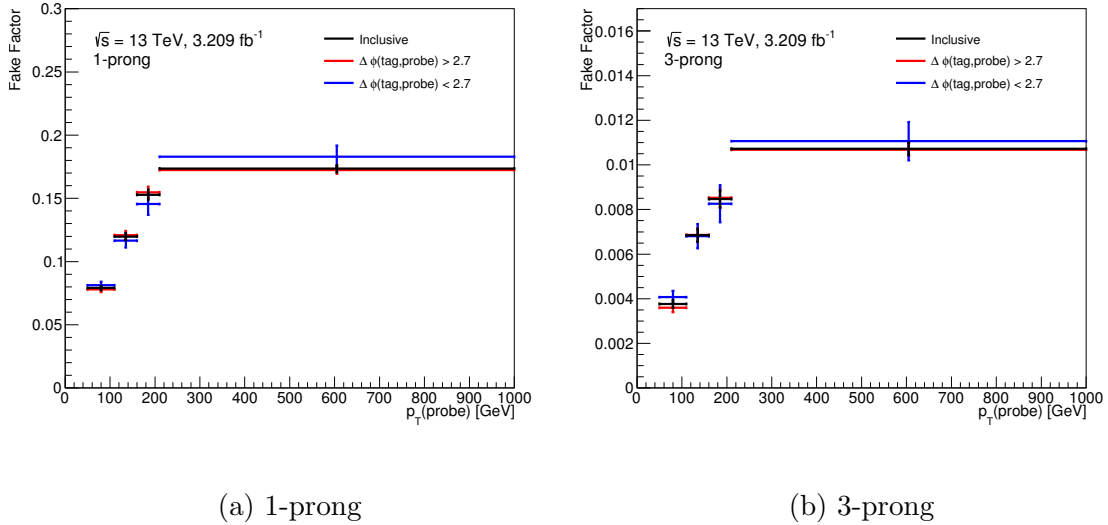 Fake Factor
0.3
0.25
0.2
0.15
0.1
0.05
0
√s = 13 TeV, 3.209 fb⁻¹
1-prong
Inclusive
Δ φ(tag,probe) > 2.7
Δ φ(tag,probe) < 2.7
0 100 200 300 400 500 600 700 800 900 1000
p_T(probe) [GeV]
Fake Factor
0.016
0.014
0.012
0.01
0.008
0.006
0.004
0.002
0
√s = 13 TeV, 3.209 fb⁻¹
3-prong
Inclusive
Δ φ(tag,probe) > 2.7
Δ φ(tag,probe) < 2.7
0 100 200 300 400 500 600 700 800 900 1000
p_T(probe) [GeV]
(a) 1-prong
(b) 3-prong